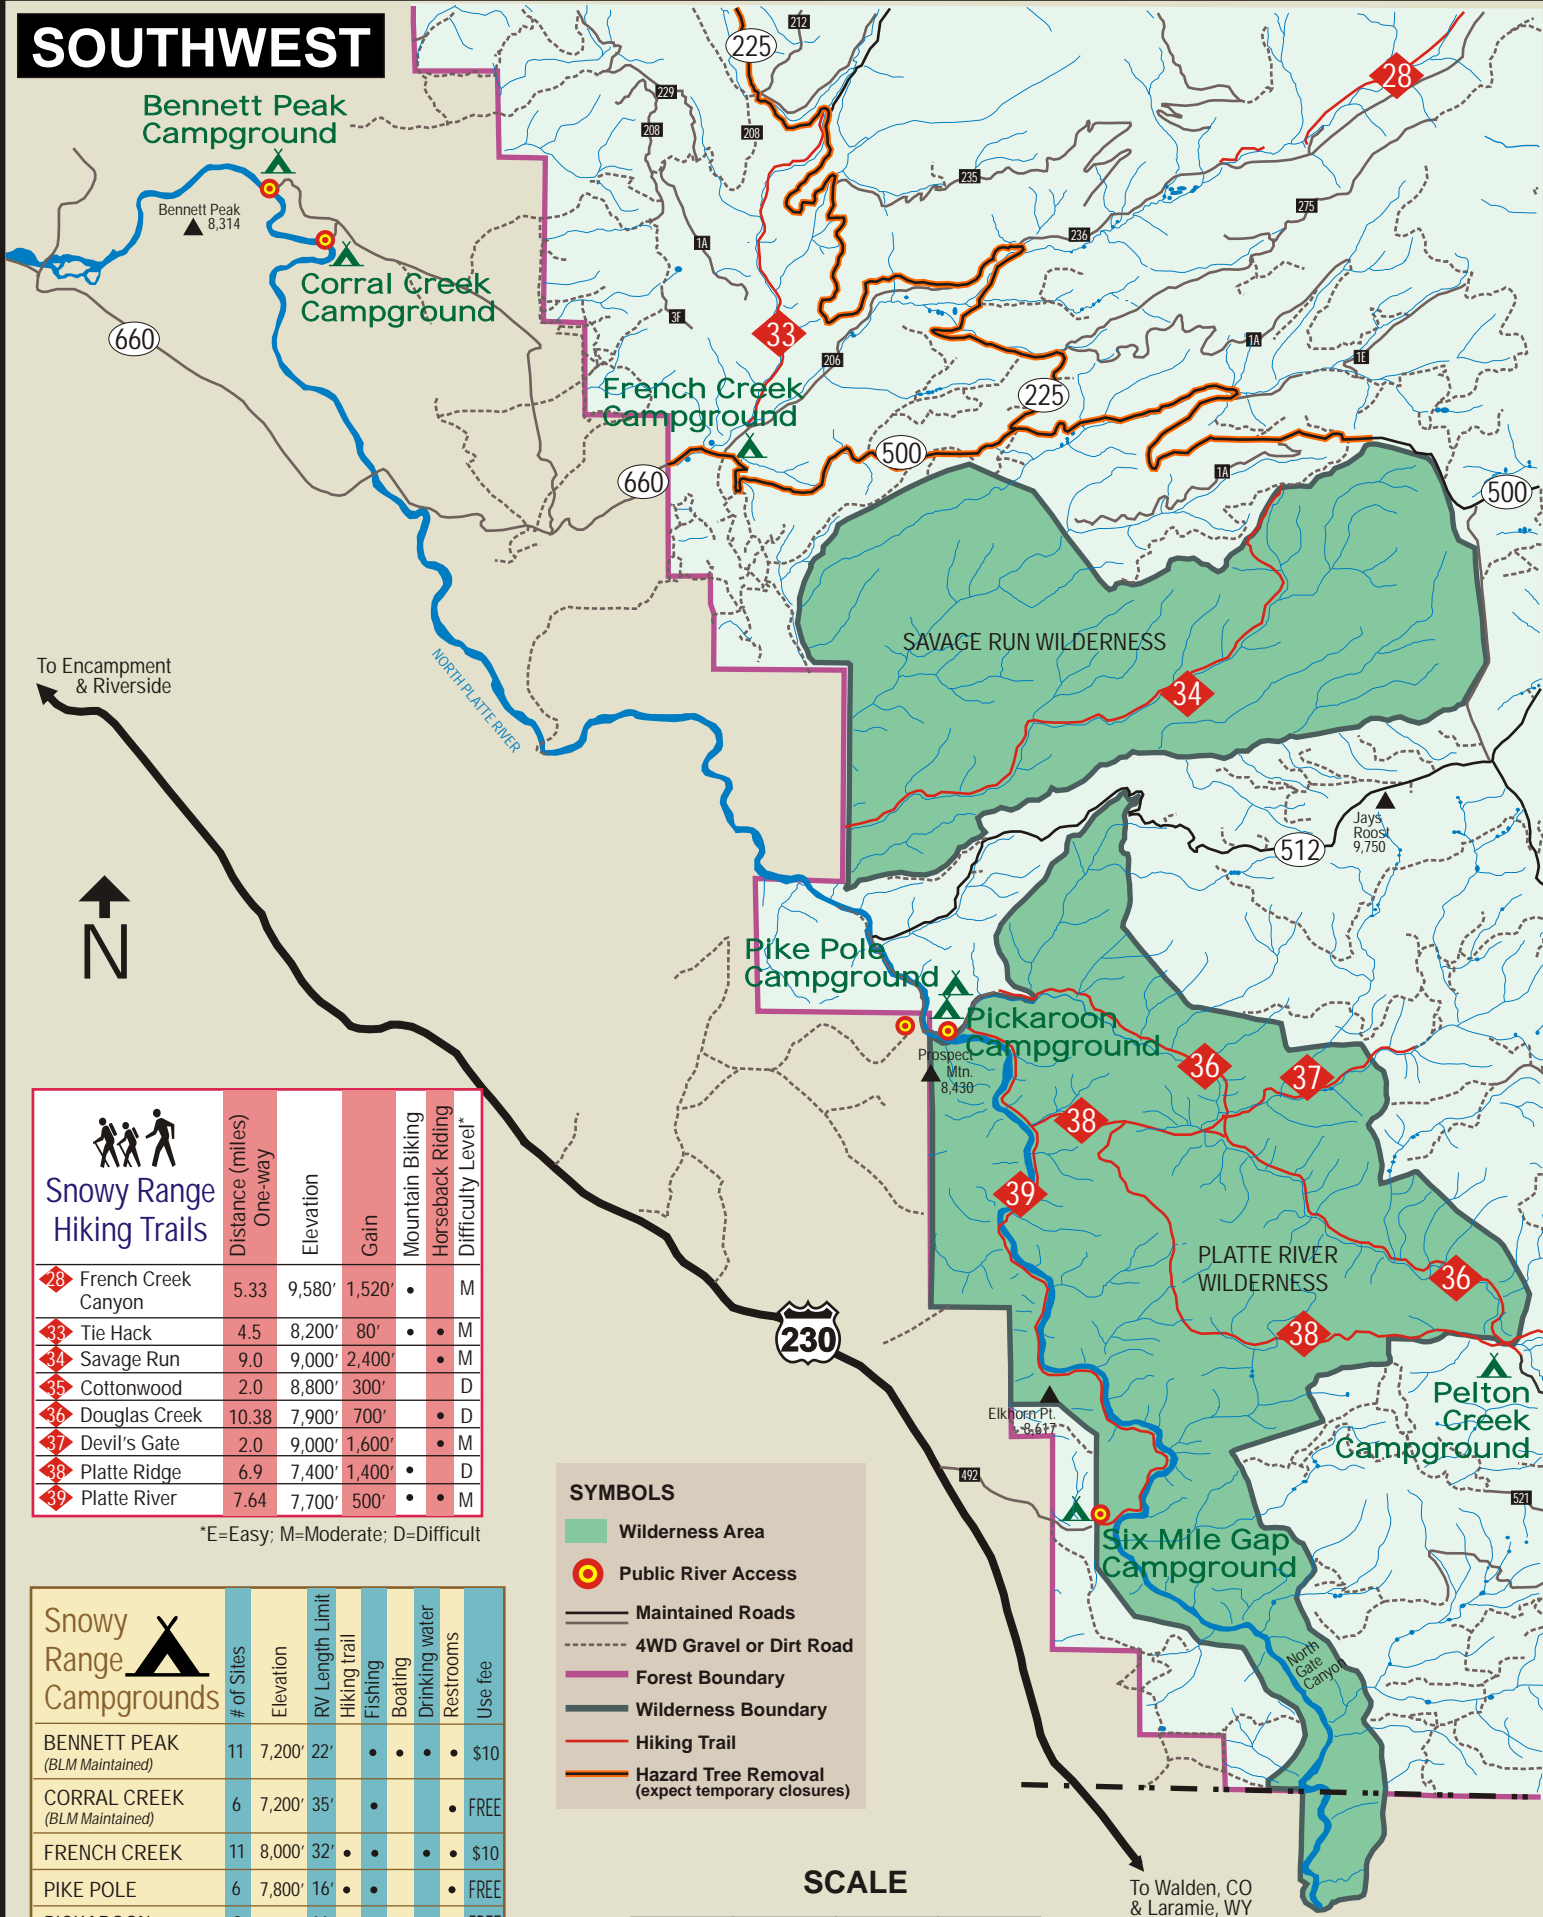 SOUTHWEST
Bennett Peak
Campground
Bennett Peak
8,314
Corral Creek
Campground
660
225
212
229
208
208
28
235
275
236
1A
3F
33
206
1A
1E
French Creek
Campground
225
660
500
1A
500
SAVAGE RUN WILDERNESS
34
To Encampment
& Riverside
NORTH PLATTE RIVER
Jays
Roost
9,750
512
N
Pike Pole
Campground
Pickaroon
Campground
Prospect
Mtn.
8,430
36
37
38
39
PLATTE RIVER
WILDERNESS
36
38
230
Elkhorn Pt.
8,617
Pelton
Creek
Campground
492
521
Six Mile Gap
Campground
North
Gate
Canyon
To Walden, CO
& Laramie, WY
Snowy Range
Hiking Trails
Distance (miles)
One-way
Elevation
Gain
Mountain Biking
Horseback Riding
Difficulty Level*
28 French Creek Canyon 5.33 9,580' 1,520' • M
33 Tie Hack 4.5 8,200' 80' • • M
34 Savage Run 9.0 9,000' 2,400' • M
35 Cottonwood 2.0 8,800' 300' D
36 Douglas Creek 10.38 7,900' 700' • D
37 Devil's Gate 2.0 9,000' 1,600' • M
38 Platte Ridge 6.9 7,400' 1,400' • D
39 Platte River 7.64 7,700' 500' • • M
*E=Easy; M=Moderate; D=Difficult
Snowy
Range
Campgrounds
# of Sites
Elevation
RV Length Limit
Hiking trail
Fishing
Boating
Drinking water
Restrooms
Use fee
BENNETT PEAK 11 7,200' 22' • • • • $10
(BLM Maintained)
CORRAL CREEK 6 7,200' 35' • • FREE
(BLM Maintained)
FRENCH CREEK 11 8,000' 32' • • • • $10
PIKE POLE 6 7,800' 16' • • • FREE
SYMBOLS
Wilderness Area
Public River Access
Maintained Roads
4WD Gravel or Dirt Road
Forest Boundary
Wilderness Boundary
Hiking Trail
Hazard Tree Removal
(expect temporary closures)
SCALE